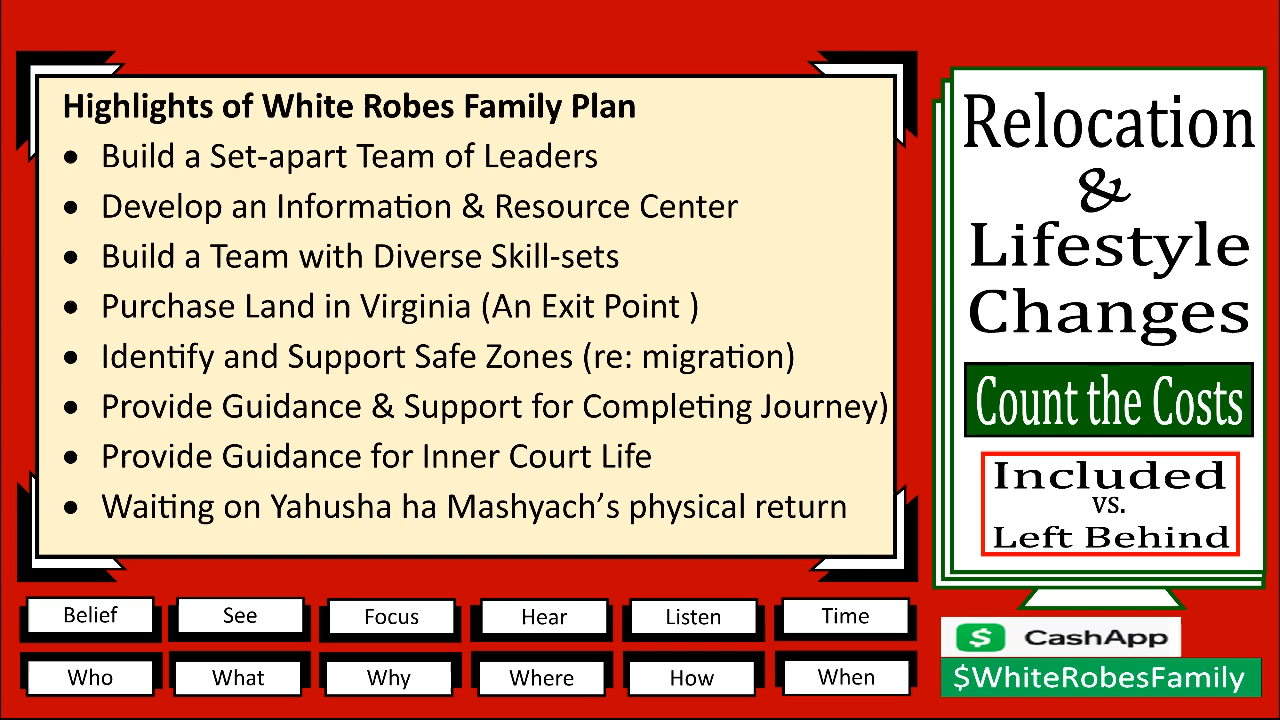 Highlights of White Robes Family Plan
• Build a Set-apart Team of Leaders
• Develop an Information & Resource Center
• Build a Team with Diverse Skill-sets
• Purchase Land in Virginia (An Exit Point )
• Identify and Support Safe Zones (re: migration)
• Provide Guidance & Support for Completing Journey)
• Provide Guidance for Inner Court Life
• Waiting on Yahusha ha Mashyach’s physical return
Relocation
&
Lifestyle
Changes
Count the Costs
Included
vs.
Left Behind
Belief
See
Focus
Hear
Listen
Time
Who
What
Why
Where
How
When
$ CashApp
$WhiteRobesFamily